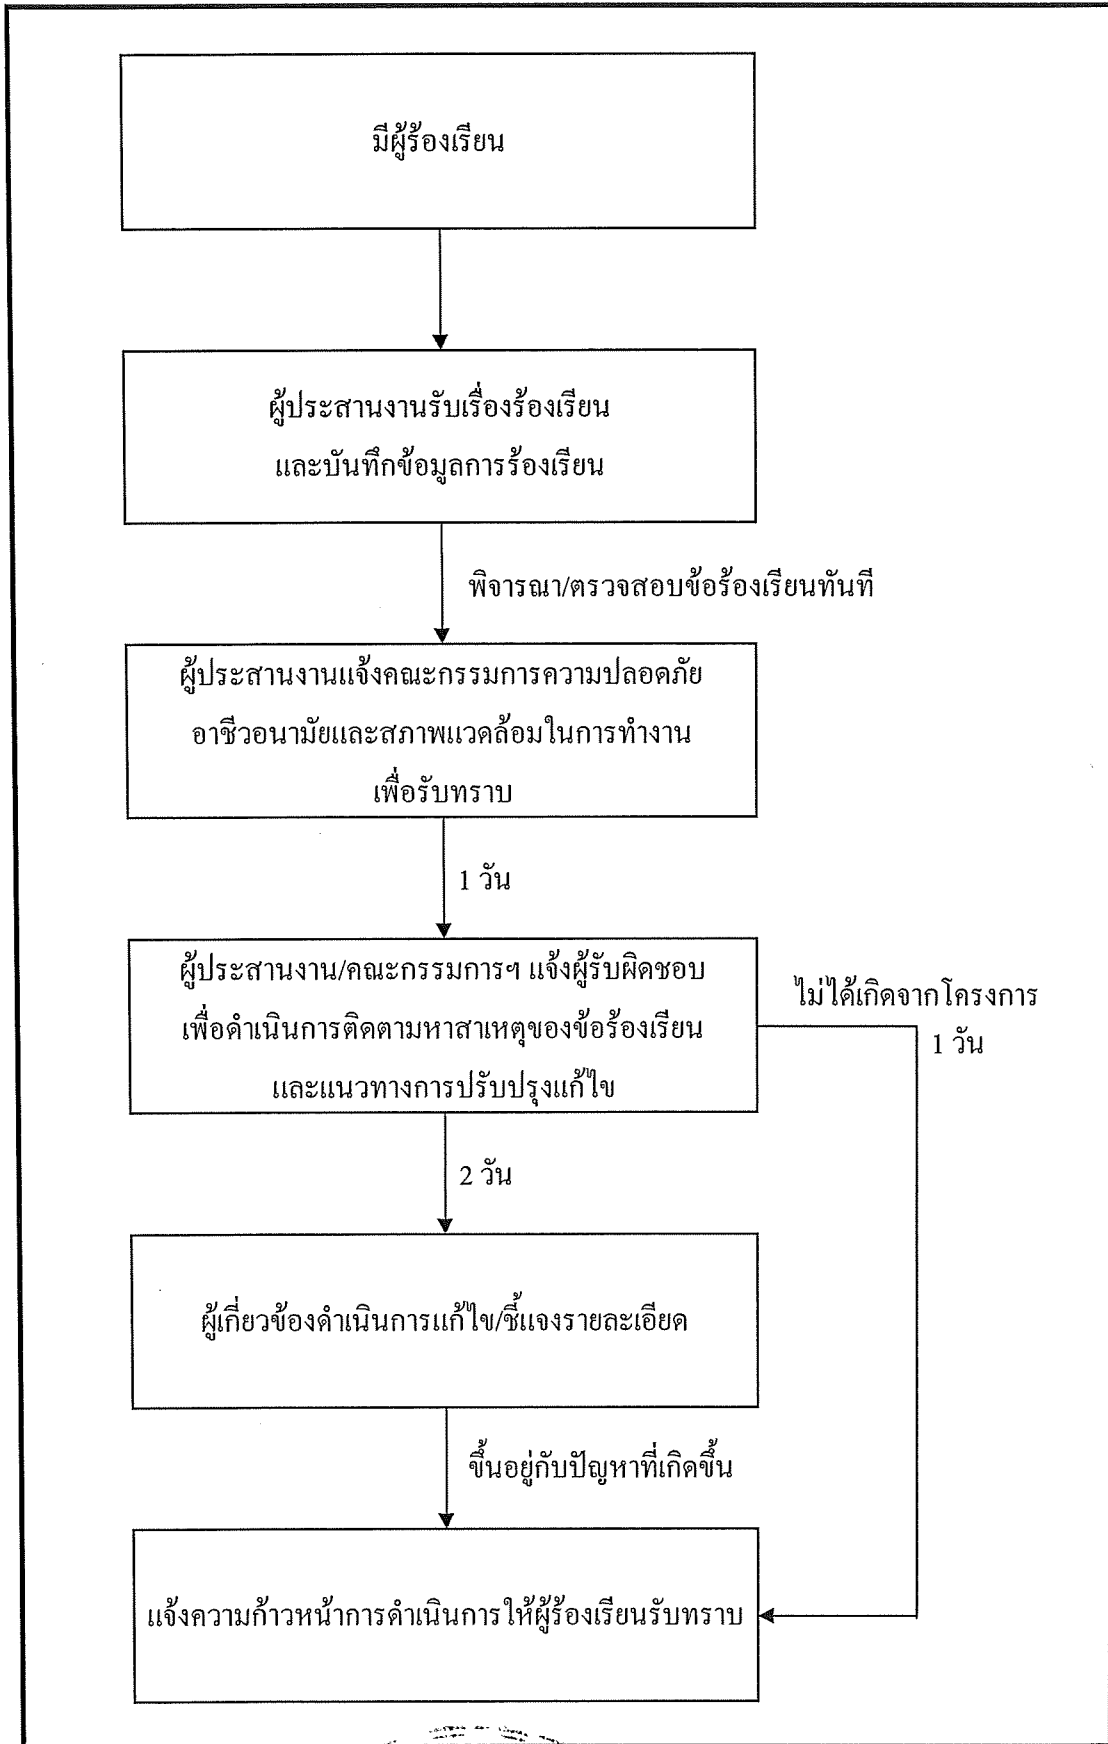 มีผู้ร้องเรียน
ผู้ประสานงานรับเรื่องร้องเรียน
และบันทึกข้อมูลการร้องเรียน
พิจารณา/ตรวจสอบข้อร้องเรียนทันที
ผู้ประสานงานแจ้งคณะกรรมการความปลอดภัย
อาชีวอนามัยและสภาพแวดล้อมในการทำงาน
เพื่อรับทราบ
1 วัน
ผู้ประสานงาน/คณะกรรมการฯ แจ้งผู้รับผิดชอบ
เพื่อดำเนินการติดตามหาสาเหตุของข้อร้องเรียน
และแนวทางการปรับปรุงแก้ไข
ไม่ได้เกิดจากโครงการ
1 วัน
2 วัน
ผู้เกี่ยวข้องดำเนินการแก้ไข/ชี้แจงรายละเอียด
ขึ้นอยู่กับปัญหาที่เกิดขึ้น
แจ้งความก้าวหน้าการดำเนินการให้ผู้ร้องเรียนรับทราบ